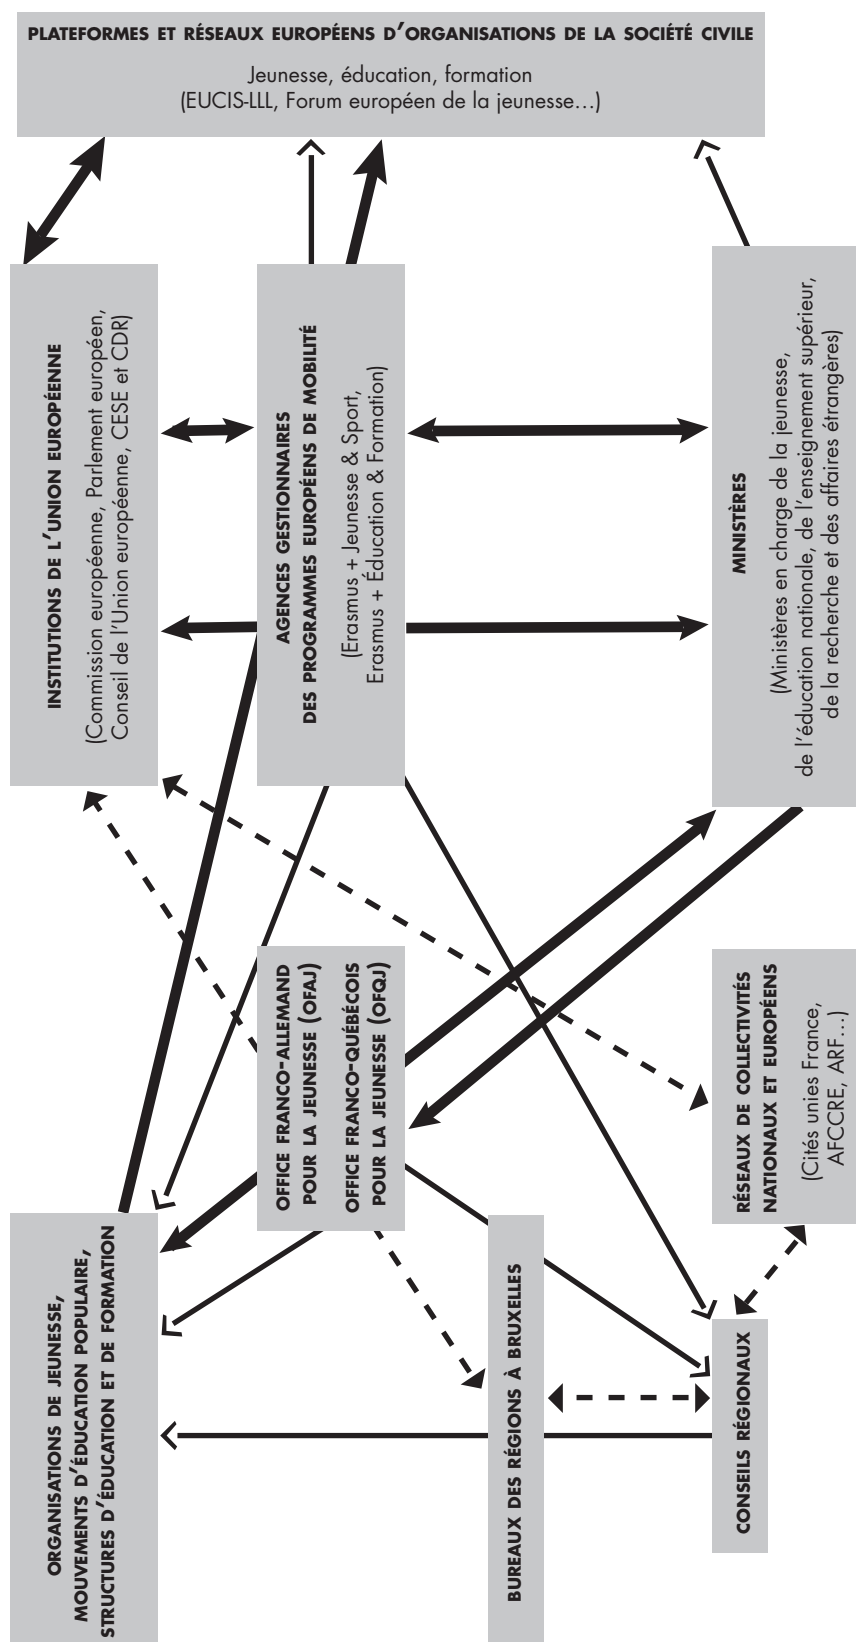 PLATEFORMES ET RÉSEAUX EUROPÉENS D’ORGANISATIONS DE LA SOCIÉTÉ CIVILE
Jeunesse, éducation, formation
(EUCIS-LLL, Forum européen de la jeunesse…)
INSTITUTIONS DE L’UNION EUROPÉENNE
(Commission européenne, Parlement européen,
Conseil de l’Union européenne, CESE et CDR)
AGENCES GESTIONNAIRES
DES PROGRAMMES EUROPÉENS DE MOBILITÉ
(Erasmus + Jeunesse & Sport,
Erasmus + Éducation & Formation)
MINISTÈRES
(Ministères en charge de la jeunesse,
de l’éducation nationale, de l’enseignement supérieur,
de la recherche et des affaires étrangères)
OFFICE FRANCO-ALLEMAND
POUR LA JEUNESSE (OFAJ)
OFFICE FRANCO-QUÉBÉCOIS
POUR LA JEUNESSE (OFQJ)
RÉSEAUX DE COLLECTIVITÉS
NATIONAUX ET EUROPÉENS
(Cités unies France,
AFCCRE, ARF…)
ORGANISATIONS DE JEUNESSE,
MOUVEMENTS D’ÉDUCATION POPULAIRE,
STRUCTURES D’ÉDUCATION ET DE FORMATION
BUREAUX DES RÉGIONS À BRUXELLES
CONSEILS RÉGIONAUX